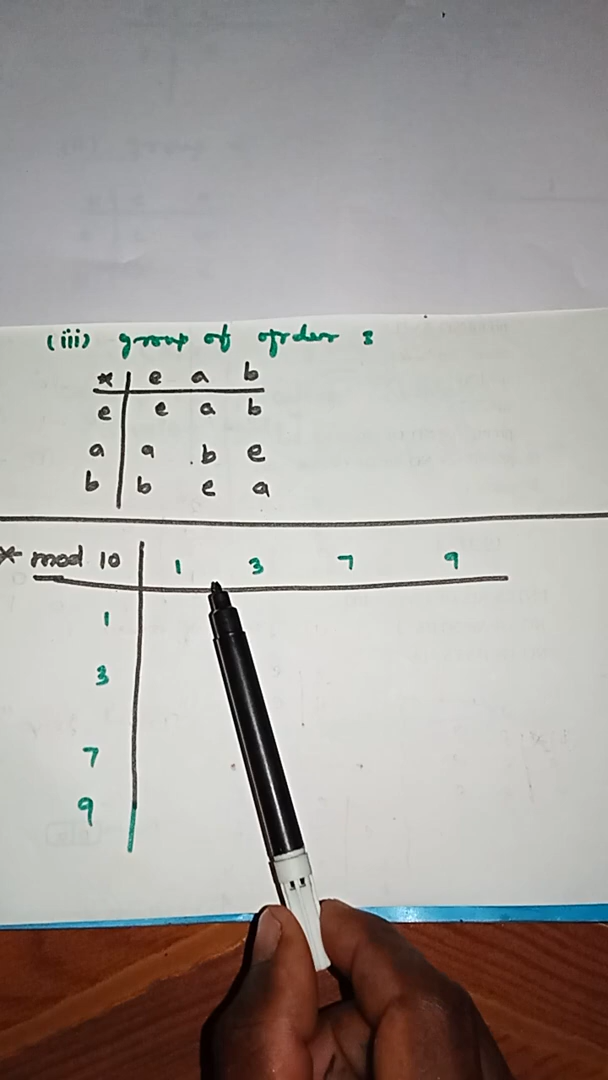 (iii) group of order 3
* e a b
e e a b
a a b e
b b e a
* mod 10 1 3 7 9
1
3
7
9